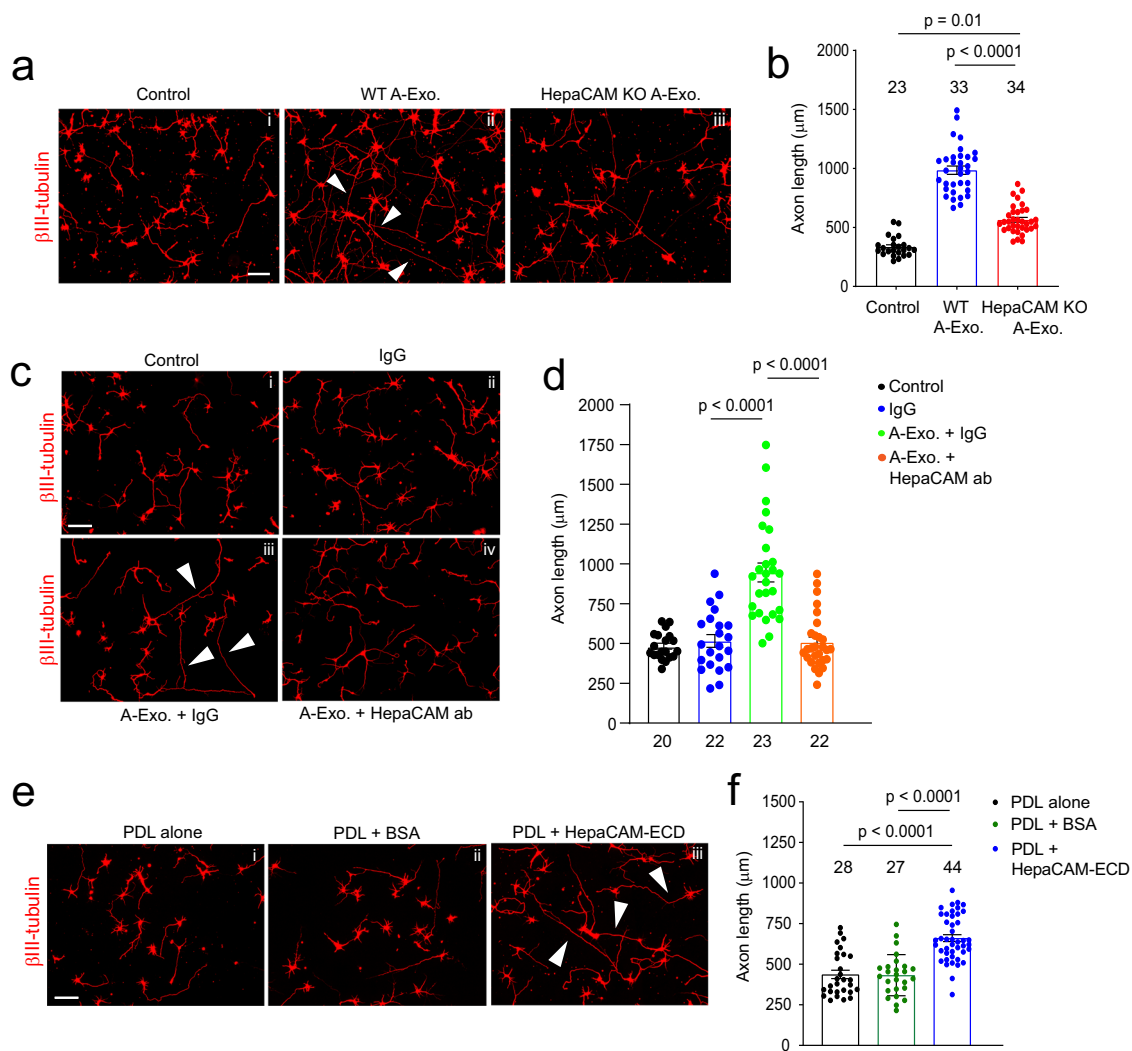 a
Control
WT A-Exo.
HepaCAM KO A-Exo.
βIII-tubulin
i
ii
iii
b
p = 0.01
p < 0.0001
2000
1500
1000
500
0
Axon length (μm)
23
33
34
Control
WT
A-Exo.
HepaCAM KO
A-Exo.
c
Control
IgG
βIII-tubulin
i
ii
βIII-tubulin
iii
iv
A-Exo. + IgG
A-Exo. + HepaCAM ab
d
p < 0.0001
p < 0.0001
2000
1750
1500
1250
1000
750
500
250
0
Axon length (μm)
20
22
23
22
Control
IgG
A-Exo. + IgG
A-Exo. +
HepaCAM ab
e
PDL alone
PDL + BSA
PDL + HepaCAM-ECD
βIII-tubulin
i
ii
iii
f
p < 0.0001
p < 0.0001
1500
1250
1000
750
500
250
0
Axon length (μm)
28
27
44
PDL alone
PDL + BSA
PDL +
HepaCAM-ECD